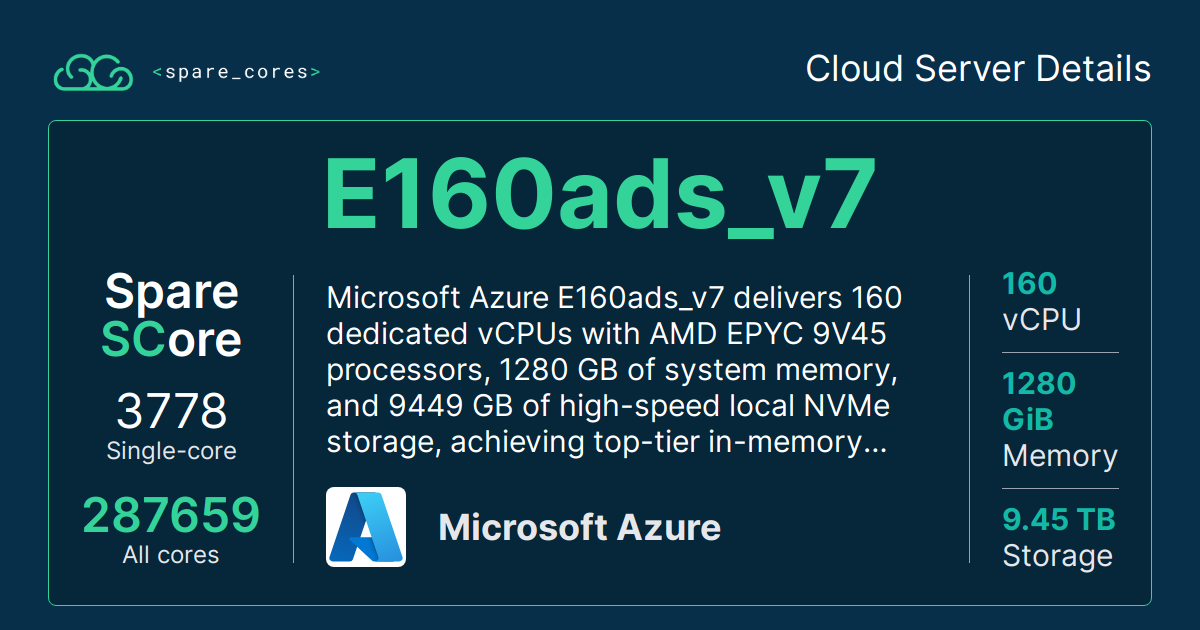 <spare_cores>
Cloud Server Details
E160ads_v7
Spare
SCore
3778
Single-core
287659
All cores
Microsoft Azure E160ads_v7 delivers 160
dedicated vCPUs with AMD EPYC 9V45
processors, 1280 GB of system memory,
and 9449 GB of high-speed local NVMe
storage, achieving top-tier in-memory...
Microsoft Azure
160
vCPU
1280
GiB
Memory
9.45 TB
Storage